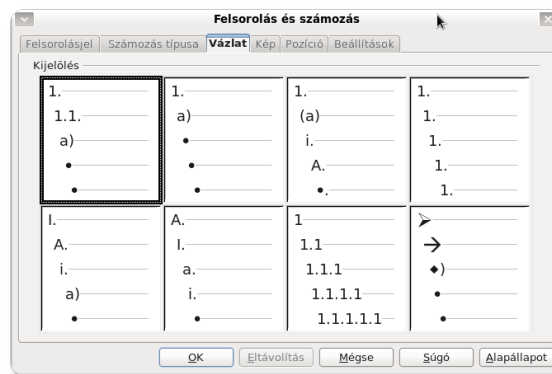 Felsorolás és számozás
Felsorolásjel Számozás típusa Vázlat Kép Pozíció Beállítások
Kijelölés
1. 1. 1. 1.
1.1. a) (a) 1.
a) • i. 1.
• • A. 1.
• • •. 1.
I. A. 1 ➢
A. I. 1.1 →
i. a. 1.1.1 ◆)
a) i. 1.1.1.1 •
• • 1.1.1.1.1 •
OK Eltávolítás Mégse Súgó Alapállapot